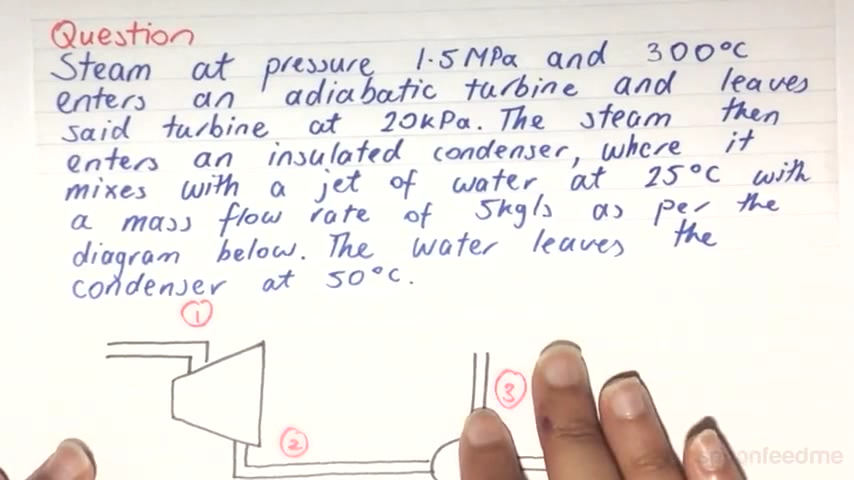 Question
Steam at pressure 1.5MPa and 300°C
enters an adiabatic turbine and leaves
said turbine at 20kPa. The steam then
enters an insulated condenser, where it
mixes with a jet of water at 25°C with
a mass flow rate of 5kg/s as per the
diagram below. The water leaves the
condenser at 50°C.
1
3
2
spoonfeedme